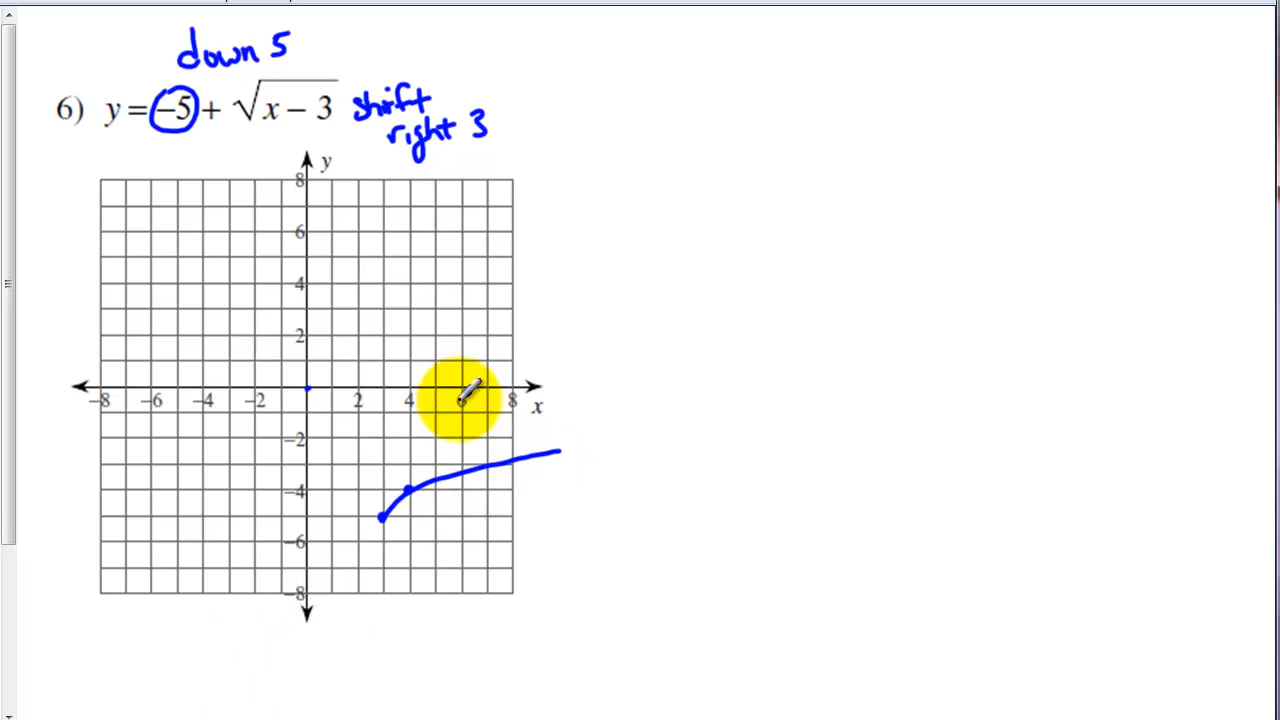 down 5
6) y = −5 + √x − 3 shift
right 3
y
8
6
4
2
−8 −6 −4 −2 2 4 6 8 x
−2
−4
−6
−8